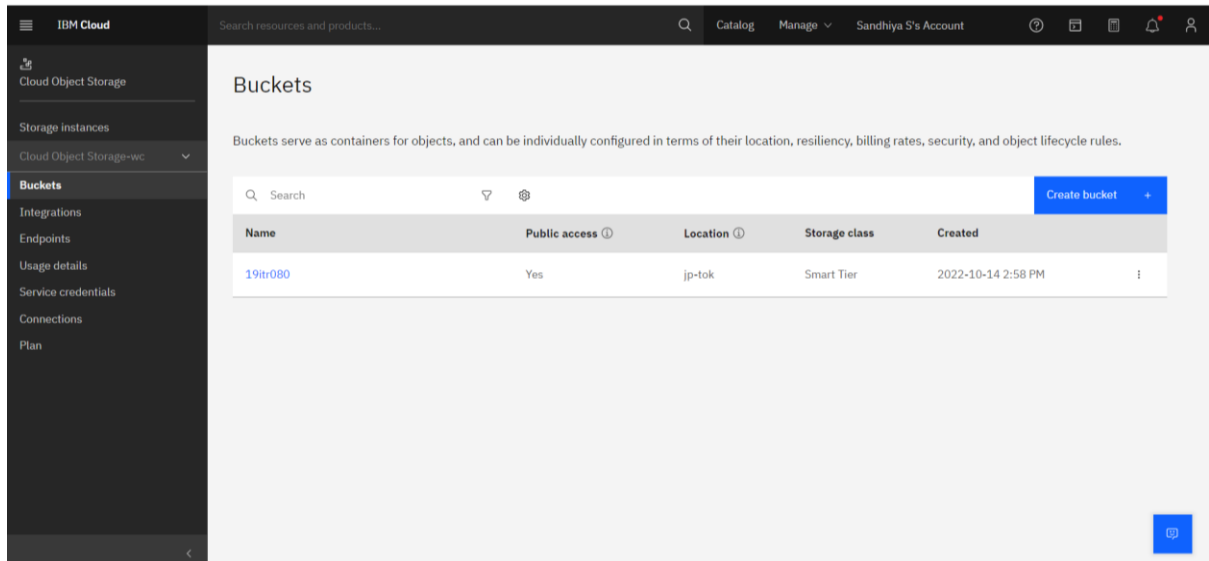 IBM Cloud
Search resources and products...
Catalog
Manage
Sandhiya S's Account
Cloud Object Storage
Storage instances
Cloud Object Storage-wc
Buckets
Integrations
Endpoints
Usage details
Service credentials
Connections
Plan
Buckets
Buckets serve as containers for objects, and can be individually configured in terms of their location, resiliency, billing rates, security, and object lifecycle rules.
Search
Create bucket +
Name Public access Location Storage class Created
19itr080 Yes jp-tok Smart Tier 2022-10-14 2:58 PM